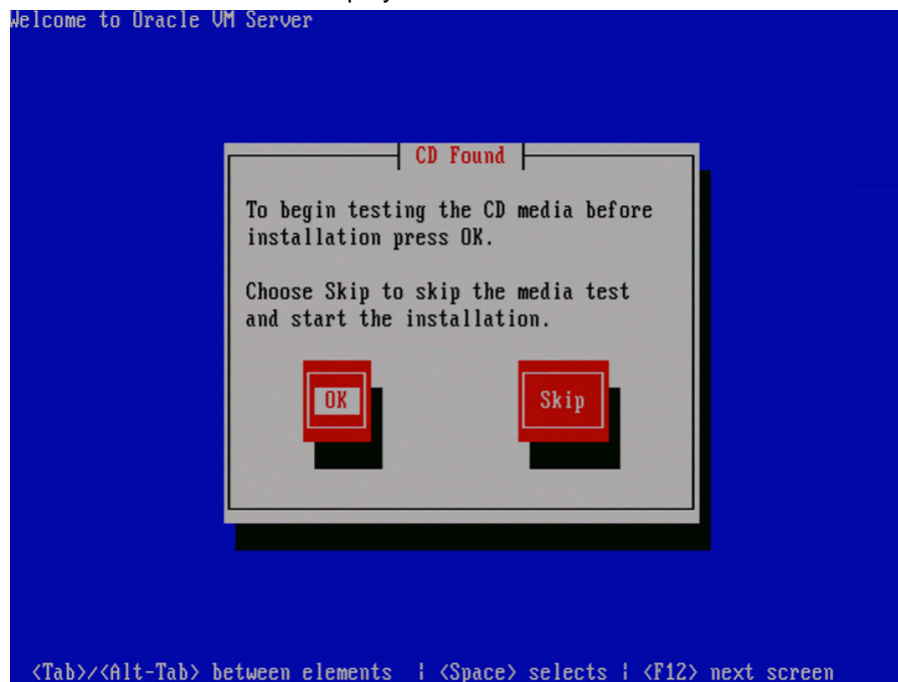 Welcome to Oracle VM Server
CD Found
To begin testing the CD media before
installation press OK.
Choose Skip to skip the media test
and start the installation.
OK
Skip
<Tab>/<Alt-Tab> between elements | <Space> selects | <F12> next screen